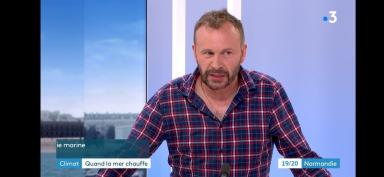 3
ie marine
Climat Quand la mer chauffe
19/20 Normandie